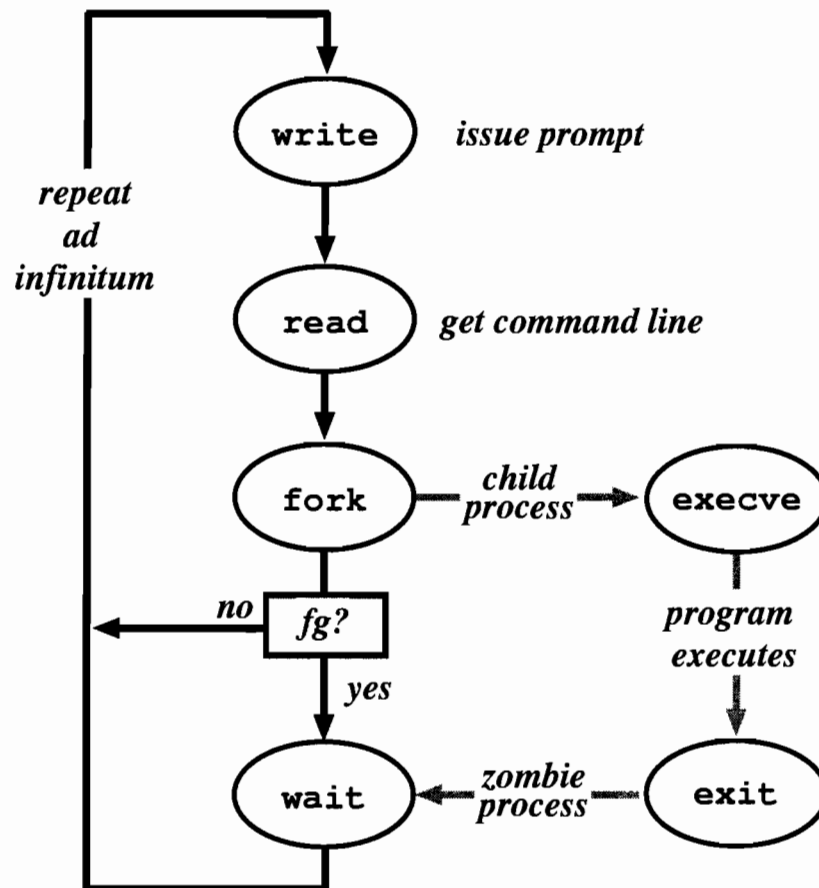 write
issue prompt
repeat
ad
infinitum
read
get command line
fork
child
process
execve
no
fg?
yes
program
executes
wait
zombie
process
exit